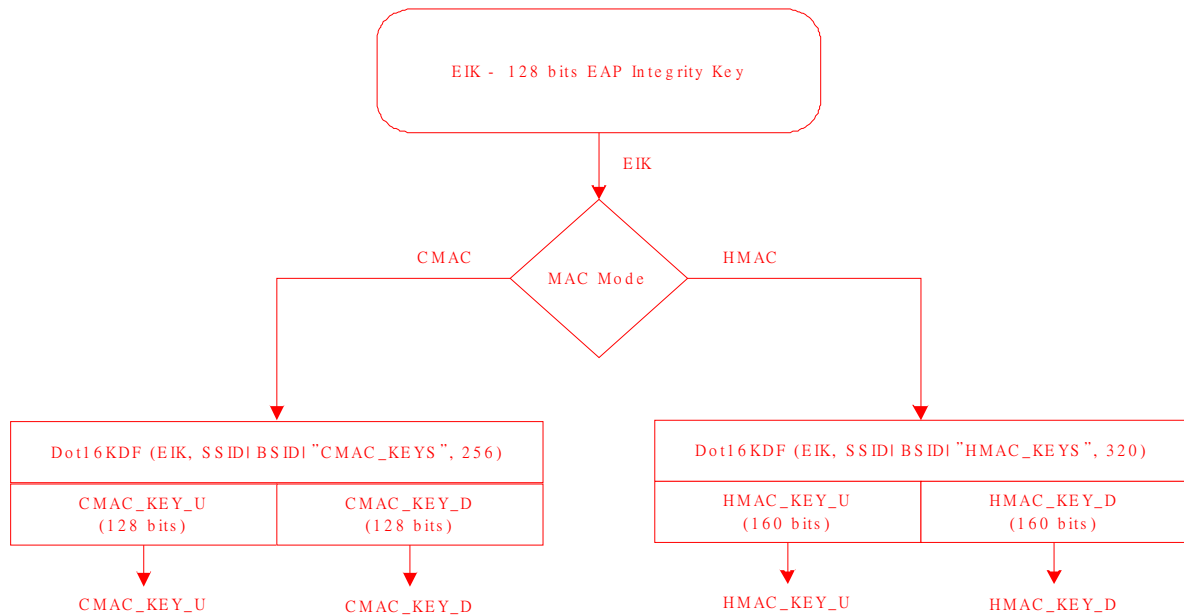 EIK - 128 bits EAP Integrity Key
EIK
CMAC
HMAC
MAC Mode
Dot16KDF (EIK, SSID| BSID| ”CMAC_KEYS”, 256)
Dot16KDF (EIK, SSID| BSID| ”HMAC_KEYS”, 320)
CMAC_KEY_U
(128 bits)
CMAC_KEY_D
(128 bits)
HMAC_KEY_U
(160 bits)
HMAC_KEY_D
(160 bits)
CMAC_KEY_U
CMAC_KEY_D
HMAC_KEY_U
HMAC_KEY_D